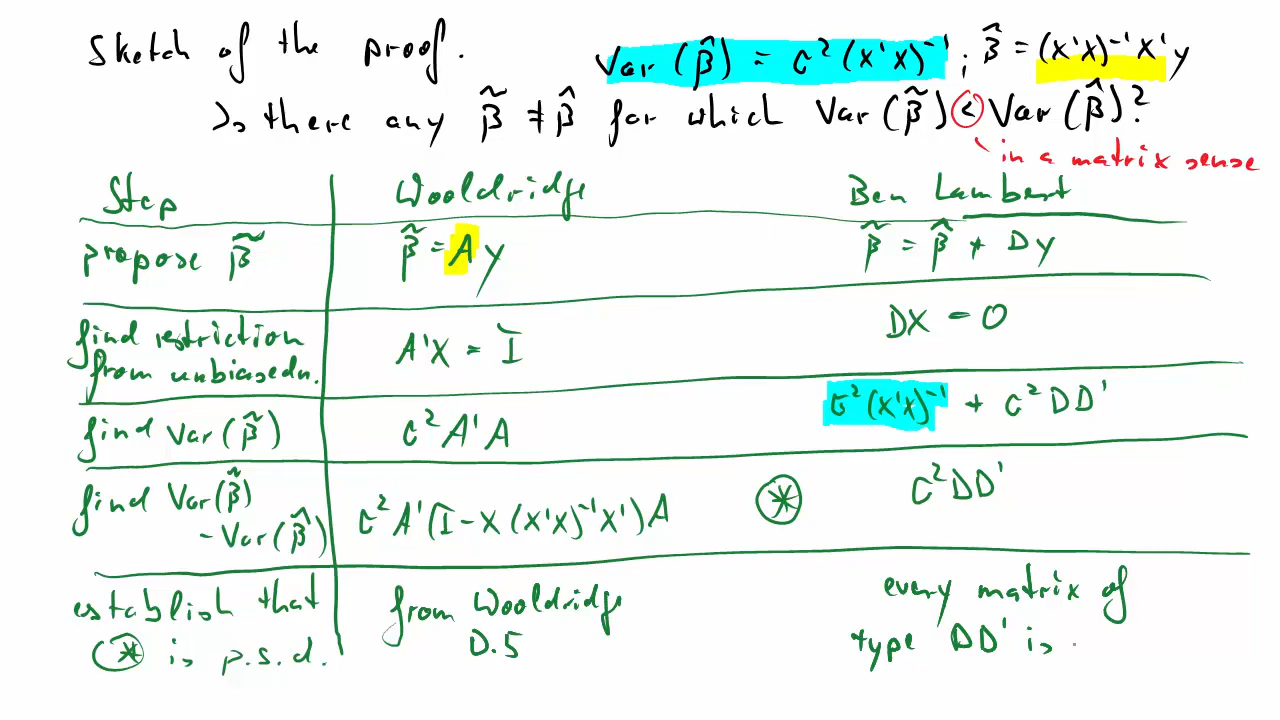 Sketch of the proof.
Var(β̂) = σ²(X'X)⁻¹ ; β̂ = (X'X)⁻¹X'y
Is there any β̃ ≠ β̂ for which Var(β̃) < Var(β̂)?
in a matrix sense
Step Wooldridge Ben Lambert
propose β̃ β̃ = Ay β̃ = β̂ + Dy
find restriction
from unbiasedn. A'X = I DX = 0
find Var(β̃) σ²A'A σ²(X'X)⁻¹ + σ²DD'
find Var(β̃)
- Var(β̂) σ²A'(I - X(X'X)⁻¹X')A * σ²DD'
establish that from Wooldridge every matrix of
* is p.s.d. D.5 type DD' is